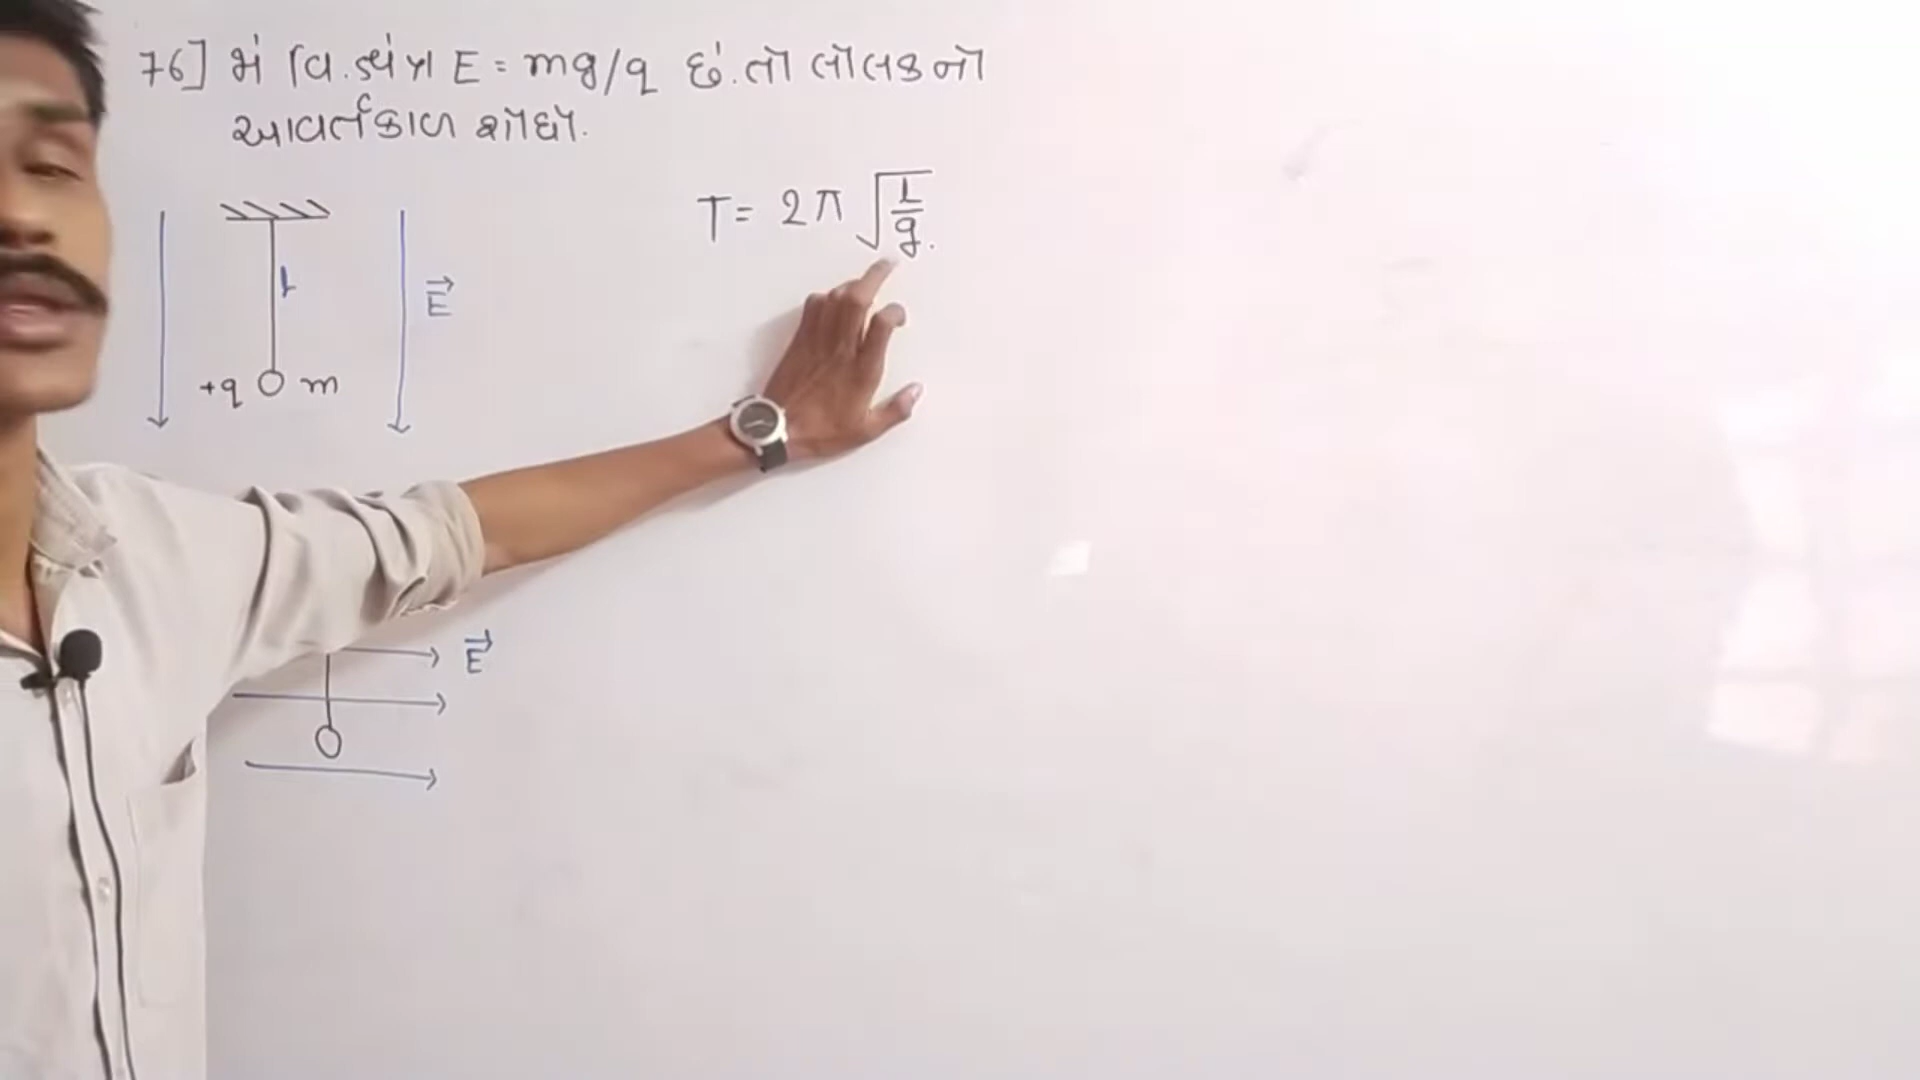 76] જો વિ.ક્ષેત્ર E = mg/q છે. તો લોલકનો
આવર્તકાળ શોધો.
T = 2π √(l/g).
l
E⃗
+q m
E⃗